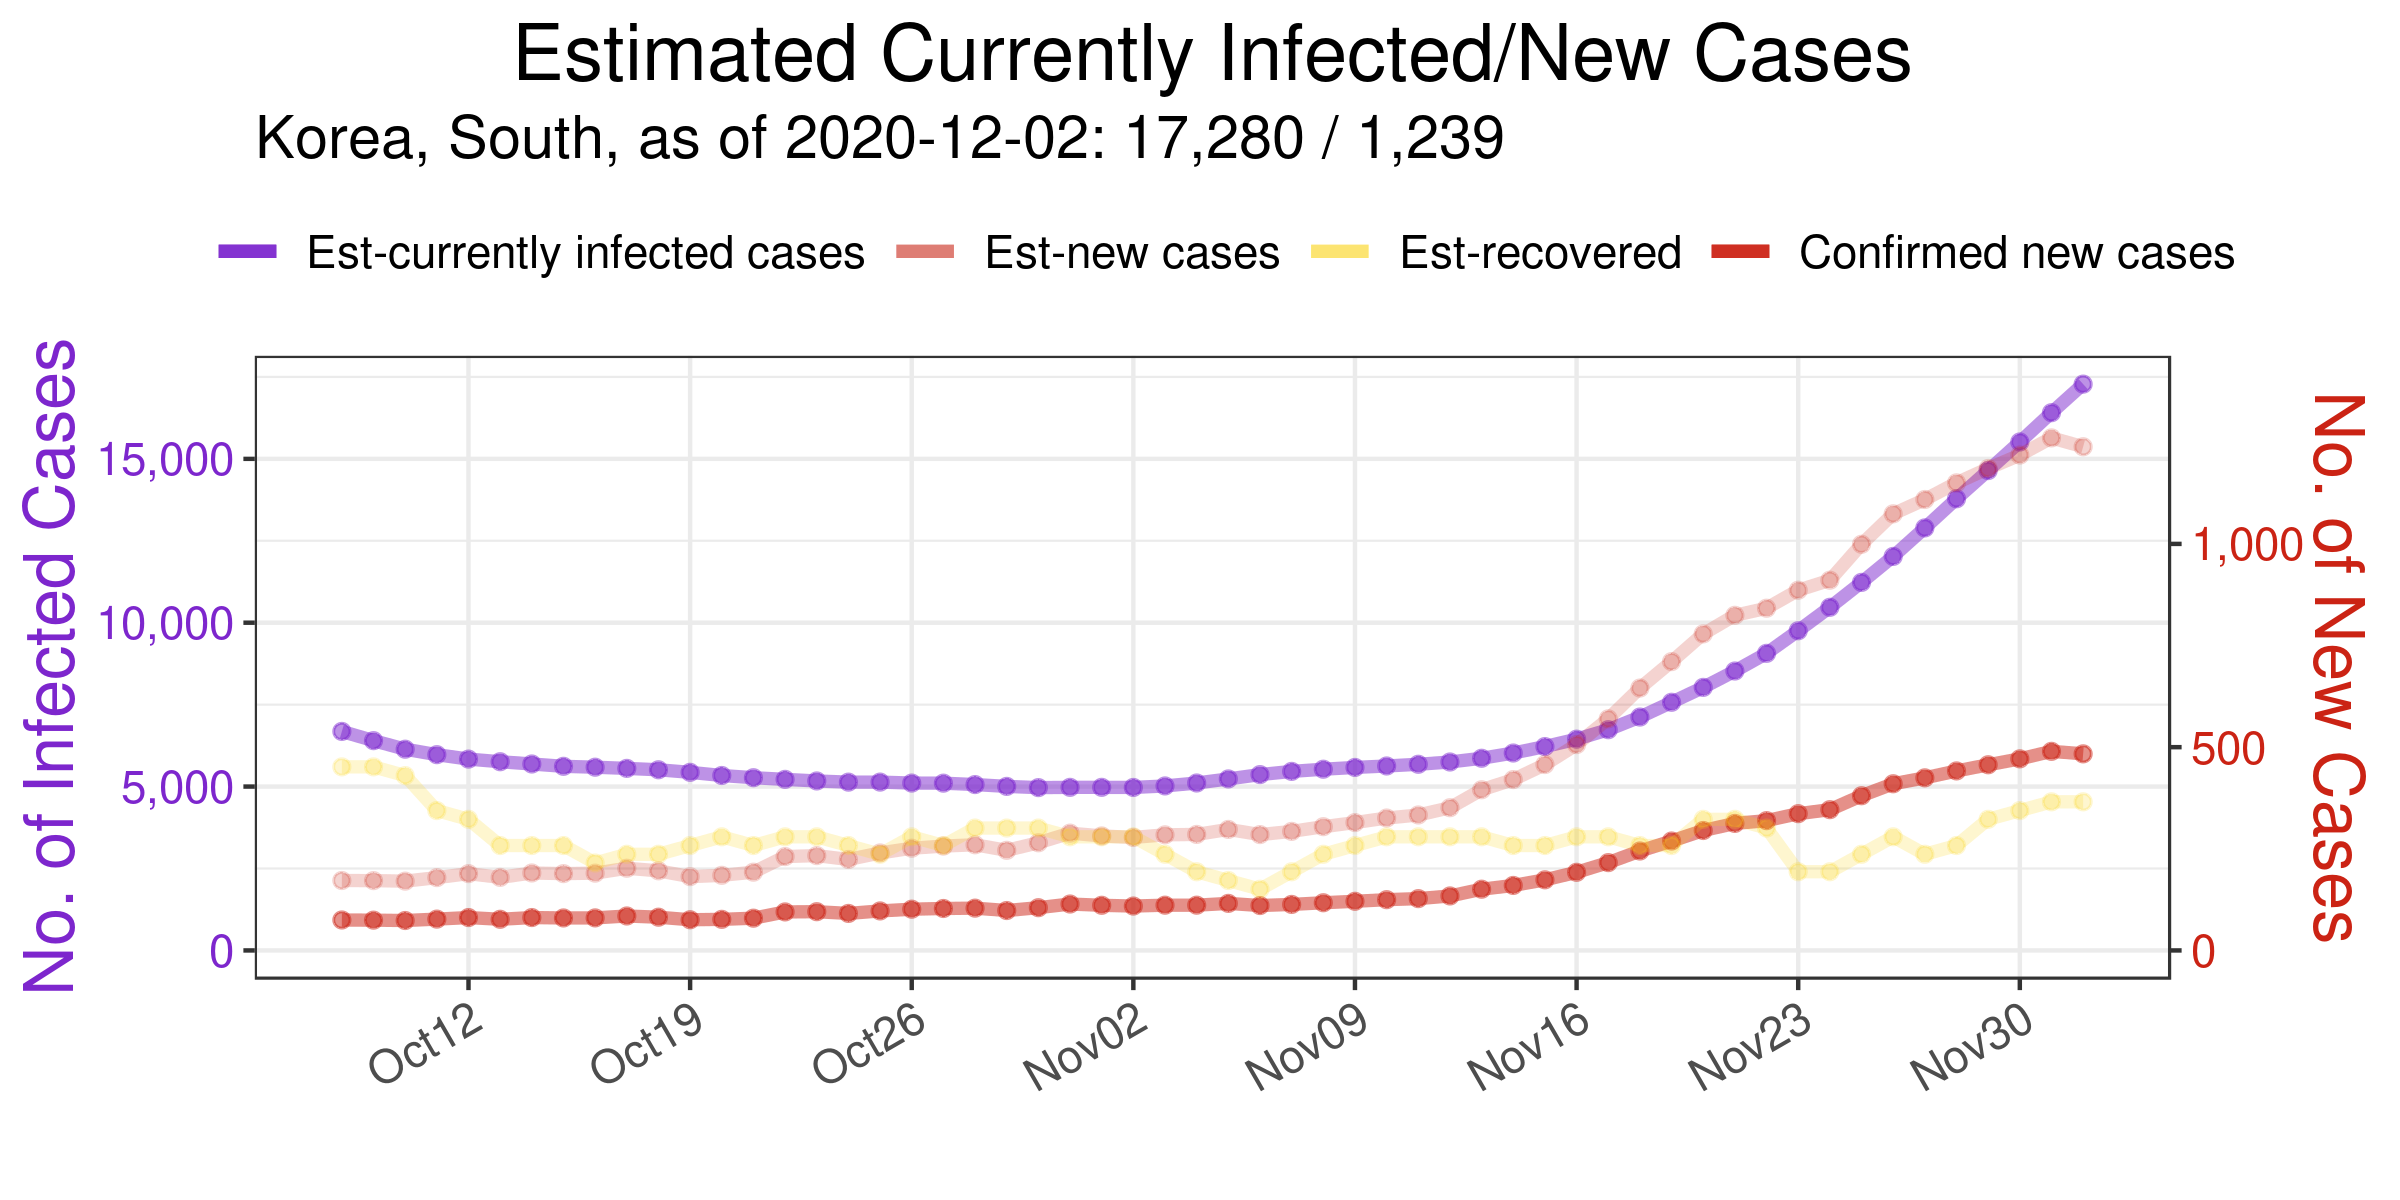 Estimated Currently Infected/New Cases
Korea, South, as of 2020-12-02: 17,280 / 1,239
Est-currently infected cases Est-new cases Est-recovered Confirmed new cases
No. of Infected Cases
15,000
10,000
5,000
0
1,000
500
0
No. of New Cases
Oct12 Oct19 Oct26 Nov02 Nov09 Nov16 Nov23 Nov30